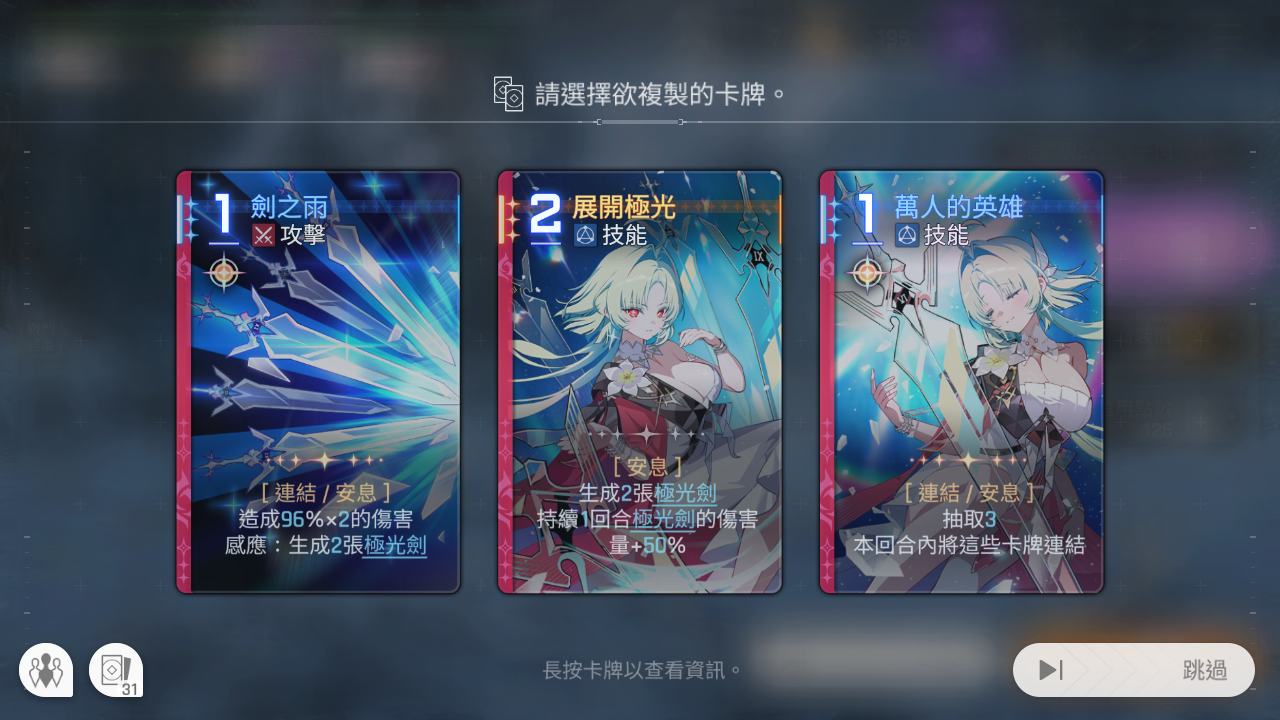 請選擇欲複製的卡牌。
1 劍之雨
攻擊
[ 連結 / 安息 ]
造成96%×2的傷害
感應：生成2張極光劍
2 展開極光
技能
IX
[ 安息 ]
生成2張極光劍
持續1回合極光劍的傷害
量+50%
1 萬人的英雄
技能
[ 連結 / 安息 ]
抽取3
本回合內將這些卡牌連結
31
長按卡牌以查看資訊。
跳過